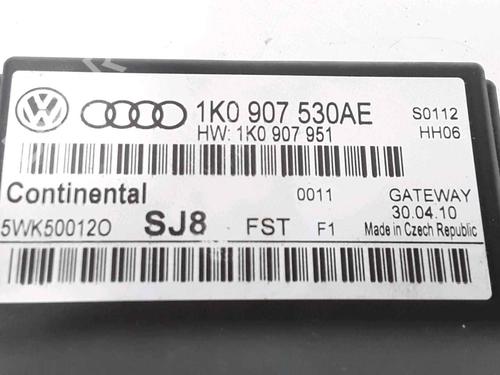 1K0 907 530AE S0112
HW: 1K0 907 951 HH06
Continental 0011 GATEWAY
30.04.10
5WK50012O SJ8 FST F1 Made in Czech Republic